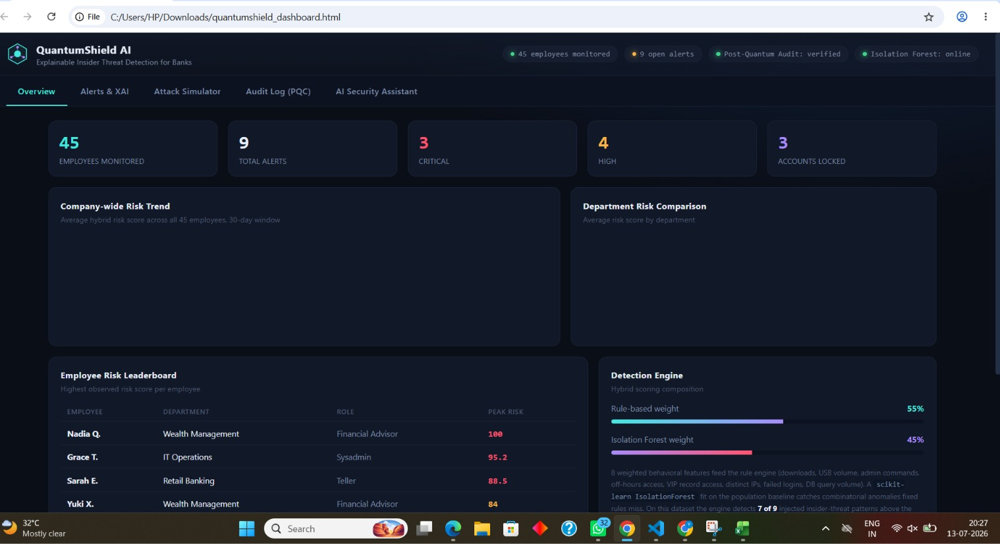 File
C:/Users/HP/Downloads/quantumshield_dashboard.html
QuantumShield AI
Explainable Insider Threat Detection for Banks
45 employees monitored
9 open alerts
Post-Quantum Audit: verified
Isolation Forest: online
Overview
Alerts & XAI
Attack Simulator
Audit Log (PQC)
AI Security Assistant
45
EMPLOYEES MONITORED
9
TOTAL ALERTS
3
CRITICAL
4
HIGH
3
ACCOUNTS LOCKED
Company-wide Risk Trend
Average hybrid risk score across all 45 employees, 30-day window
Department Risk Comparison
Average risk score by department
Employee Risk Leaderboard
Highest observed risk score per employee
EMPLOYEE DEPARTMENT ROLE PEAK RISK
Nadia Q. Wealth Management Financial Advisor 100
Grace T. IT Operations Sysadmin 95.2
Sarah E. Retail Banking Teller 88.5
Yuki X. Wealth Management Financial Advisor 84
Detection Engine
Hybrid scoring composition
Rule-based weight 55%
Isolation Forest weight 45%
8 weighted behavioral features feed the rule engine (downloads, USB volume, admin commands,
off-hours access, VIP record access, distinct IPs, failed logins, DB query volume). A scikit-
learn IsolationForest fit on the population baseline catches combinatorial anomalies fixed
rules miss. On this dataset the engine detects 7 of 9 injected insider-threat patterns above the
32°C
Mostly clear
Search
32
ENG
IN
20:27
13-07-2026